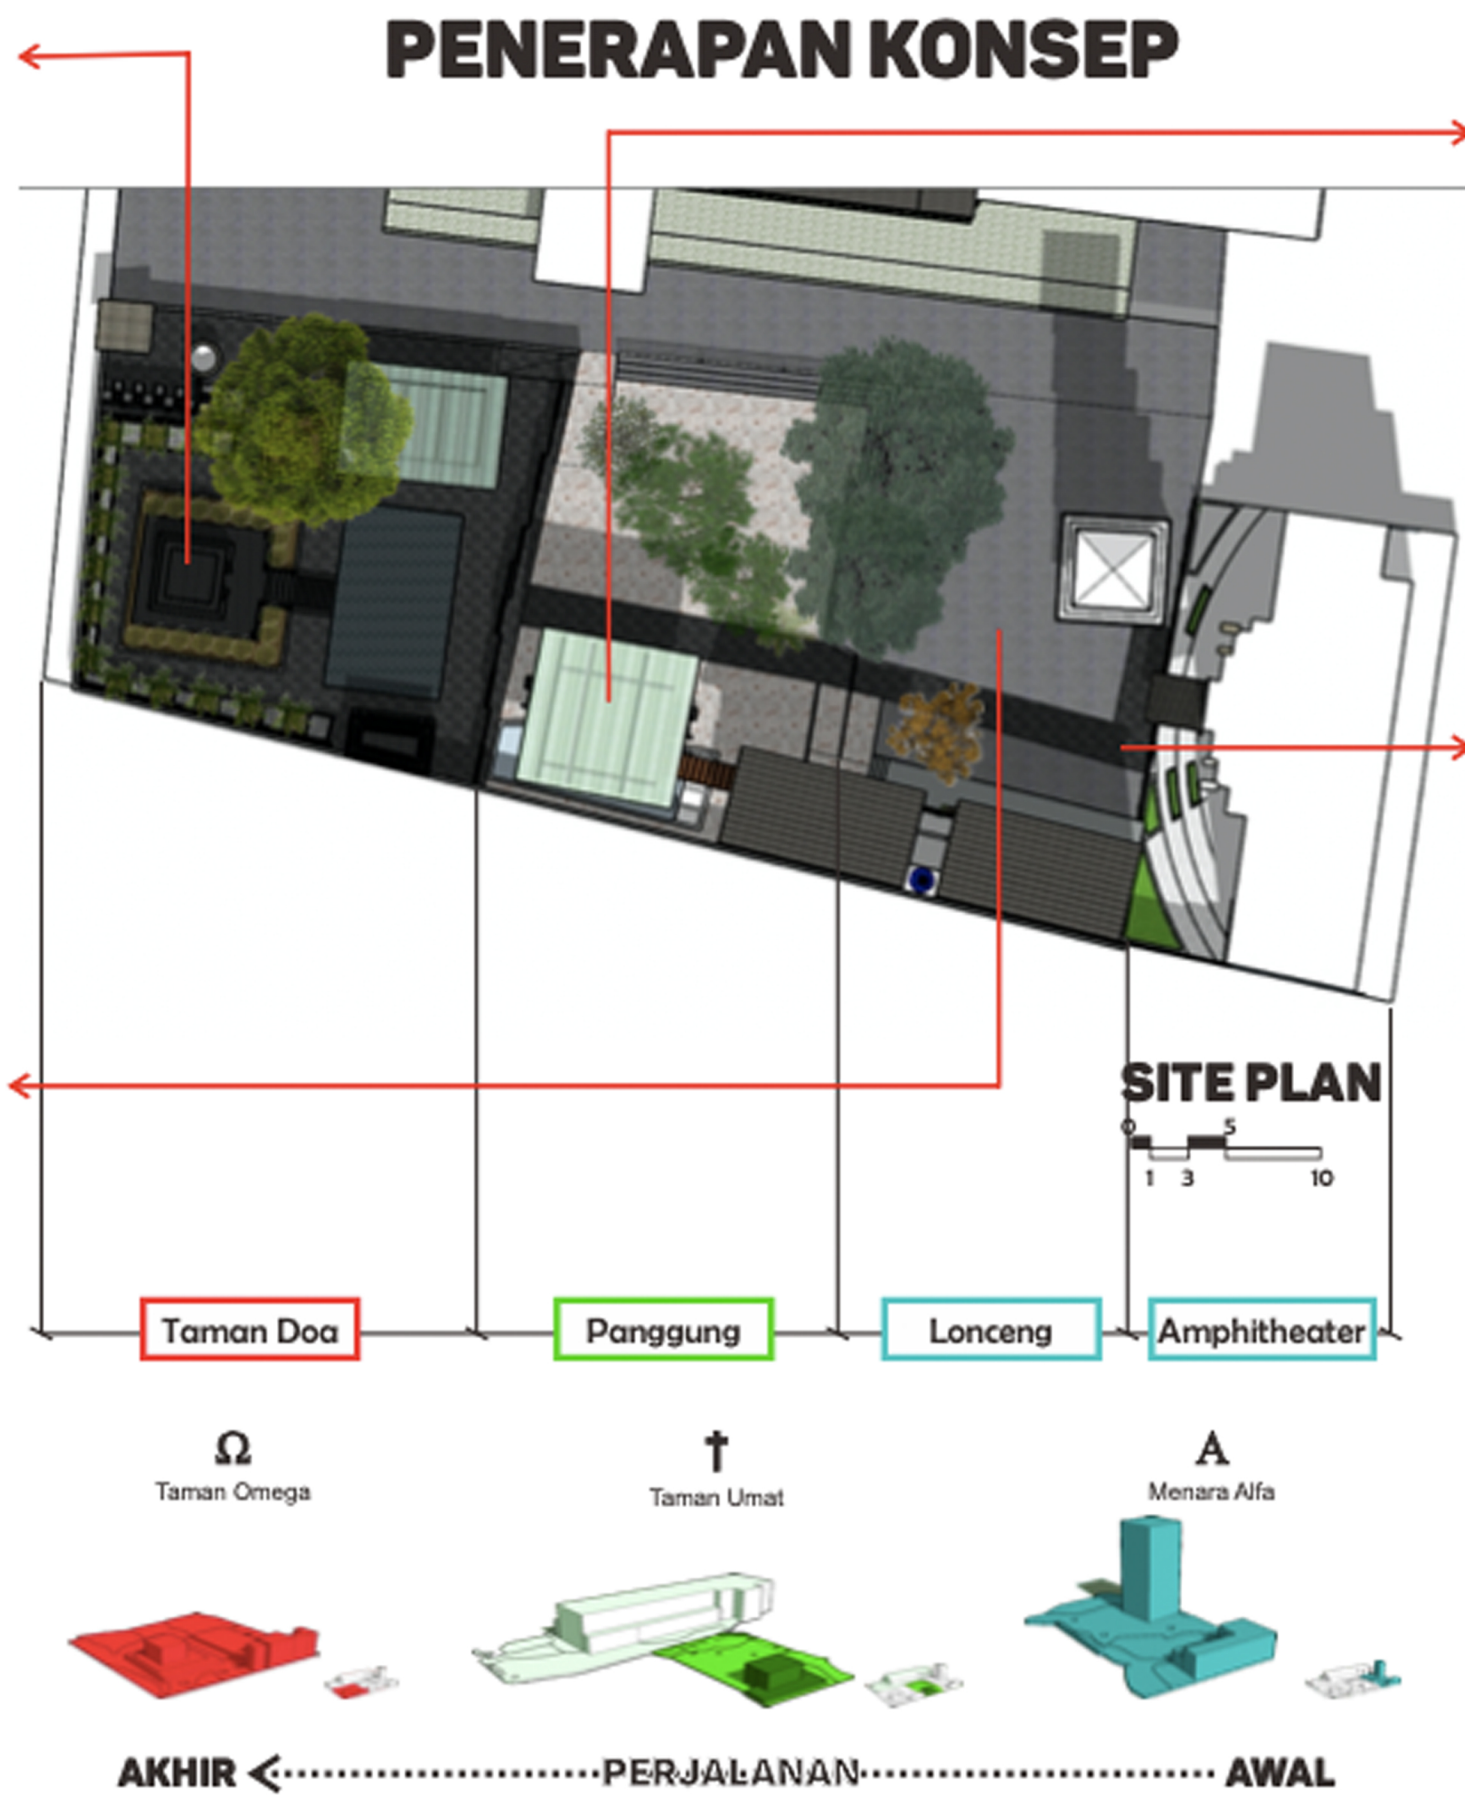 PENERAPAN KONSEP
SITE PLAN
0 5
1 3 10
Taman Doa
Panggung
Lonceng
Amphitheater
Ω
Taman Omega
†
Taman Umat
A
Menara Alfa
AKHIR PERJALANAN AWAL